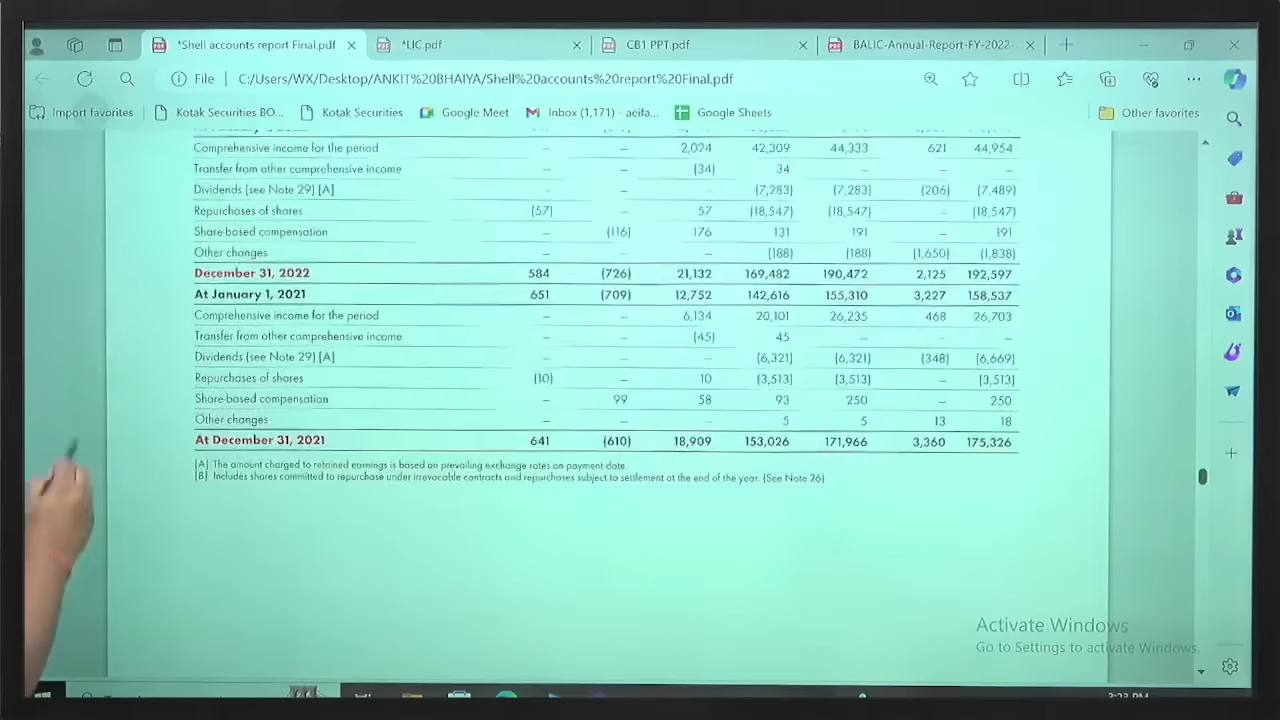 *Shell accounts report Final.pdf
*LIC.pdf
CB1 PPT.pdf
BALIC-Annual-Report-FY-2022-
File C:/Users/WX/Desktop/ANKIT%20BHAIYA/Shell%20accounts%20report%20Final.pdf
Import favorites Kotak Securities BO... Kotak Securities Google Meet Inbox (1,171) - aeifa... Google Sheets Other favorites
Comprehensive income for the period – – 2,024 42,309 44,333 621 44,954
Transfer from other comprehensive income – – (34) 34 – – –
Dividends (see Note 29) [A] – – – (7,283) (7,283) (206) (7,489)
Repurchases of shares (57) – 57 (18,547) (18,547) – (18,547)
Share-based compensation – (116) 176 131 191 – 191
Other changes – – – (188) (188) (1,650) (1,838)
December 31, 2022 584 (726) 21,132 169,482 190,472 2,125 192,597
At January 1, 2021 651 (709) 12,752 142,616 155,310 3,227 158,537
Comprehensive income for the period – – 6,134 20,101 26,235 468 26,703
Transfer from other comprehensive income – – (45) 45 – – –
Dividends (see Note 29) [A] – – – (6,321) (6,321) (348) (6,669)
Repurchases of shares (10) – 10 (3,513) (3,513) – (3,513)
Share-based compensation – 99 58 93 250 – 250
Other changes – – – 5 5 13 18
At December 31, 2021 641 (610) 18,909 153,026 171,966 3,360 175,326
[A] The amount charged to retained earnings is based on prevailing exchange rates on payment date.
[B] Includes shares committed to repurchase under irrevocable contracts and repurchases subject to settlement at the end of the year. (See Note 26)
Activate Windows
Go to Settings to activate Windows.